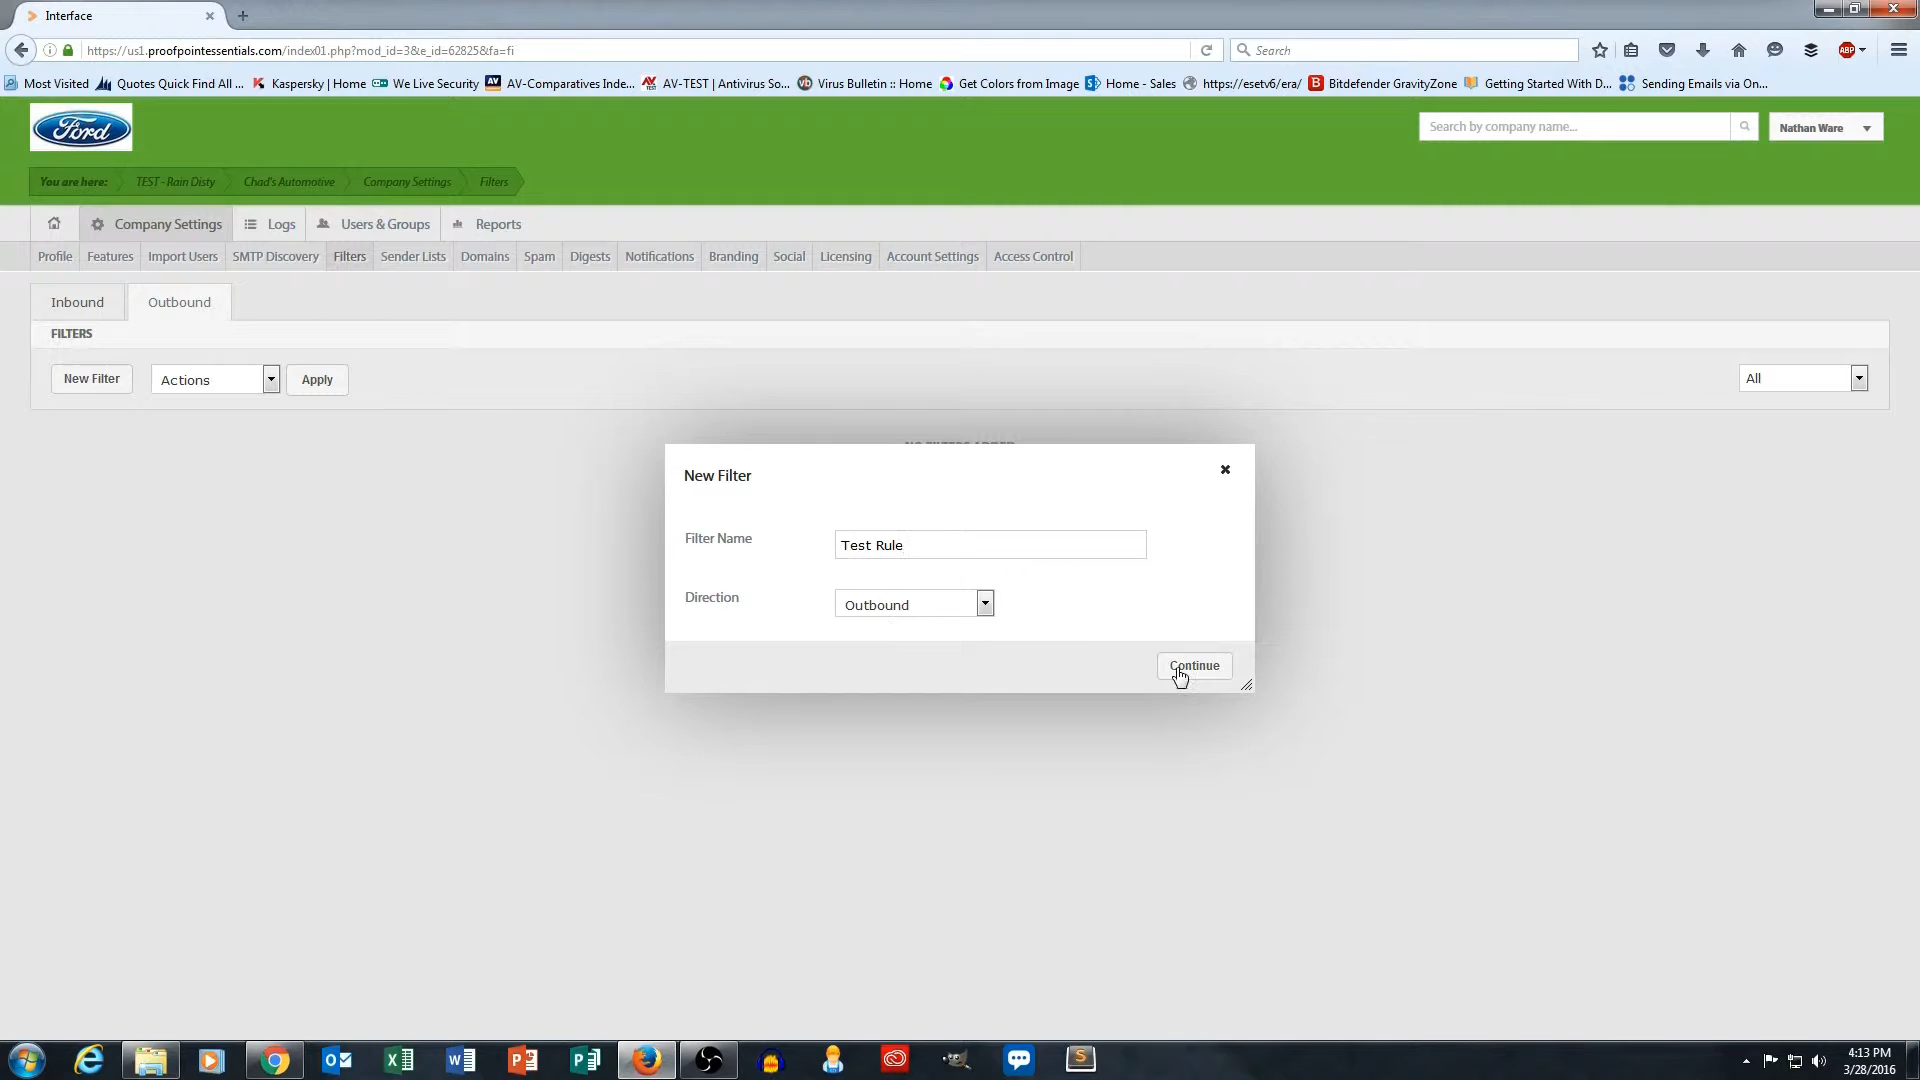 Interface
https://us1.proofpointessentials.com/index01.php?mod_id=3&e_id=62825&fa=fi
Search
ABP
Most Visited Quotes Quick Find All ... Kaspersky | Home We Live Security AV-Comparatives Inde... AV-TEST | Antivirus So... Virus Bulletin :: Home Get Colors from Image Home - Sales https://esetv6/era/ Bitdefender GravityZone Getting Started With D... Sending Emails via On...
Ford
Search by company name...
Nathan Ware
You are here: TEST - Rain Disty Chad's Automotive Company Settings Filters
Company Settings Logs Users & Groups Reports
Profile Features Import Users SMTP Discovery Filters Sender Lists Domains Spam Digests Notifications Branding Social Licensing Account Settings Access Control
Inbound Outbound
FILTERS
New Filter Actions Apply All
New Filter
Filter Name Test Rule
Direction Outbound
Continue
4:13 PM
3/28/2016